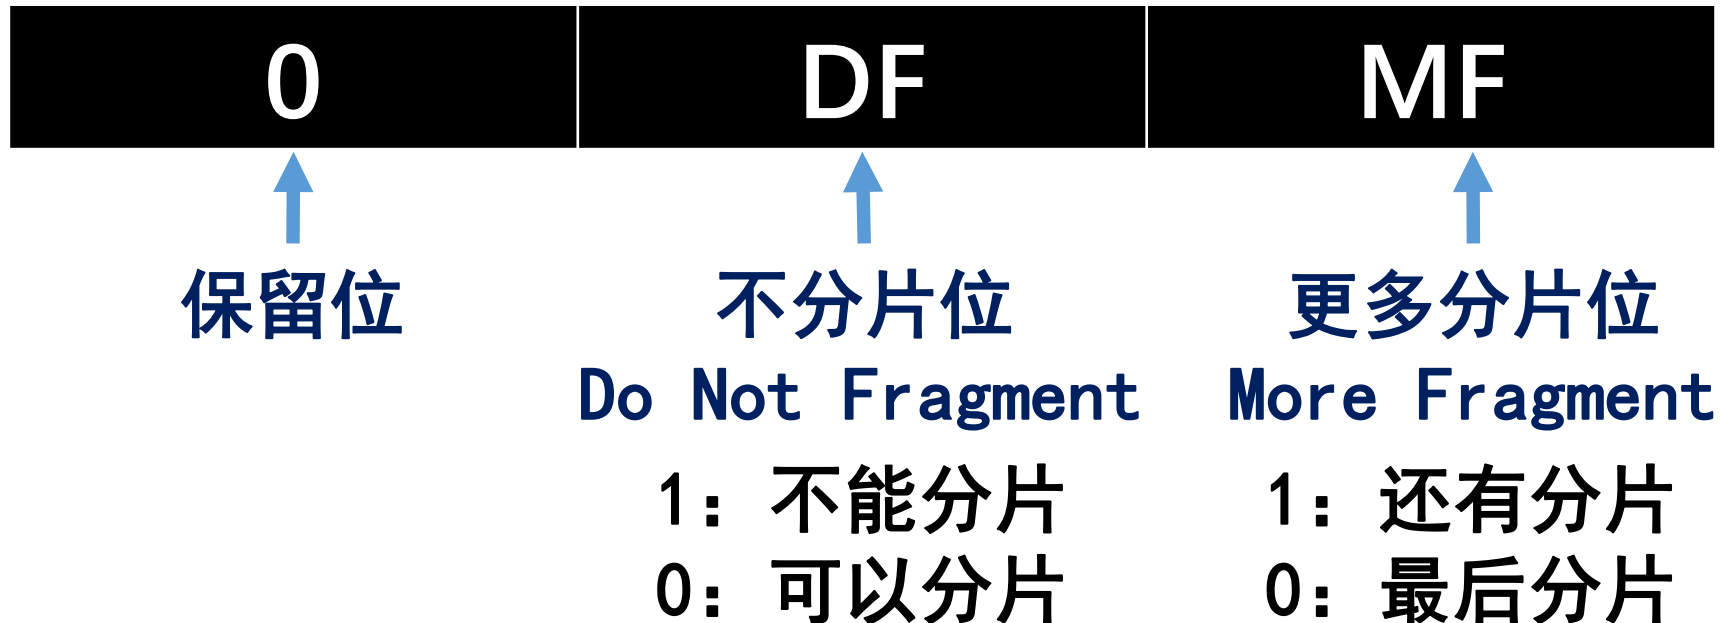 0 DF MF
保留位 不分片位 更多分片位
Do Not Fragment More Fragment
1：不能分片 1：还有分片
0：可以分片 0：最后分片